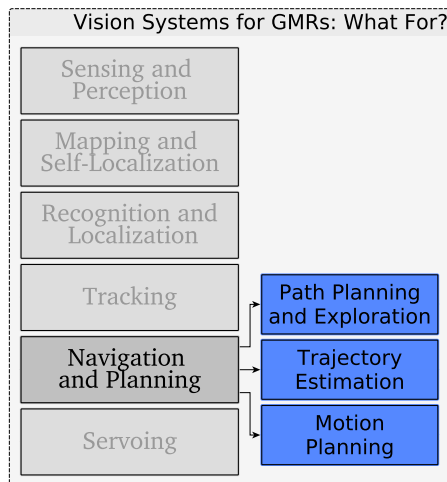 Vision Systems for GMRs: What For?
Sensing and
Perception
Mapping and
Self-Localization
Recognition and
Localization
Tracking
Navigation
and Planning
Servoing
Path Planning
and Exploration
Trajectory
Estimation
Motion
Planning